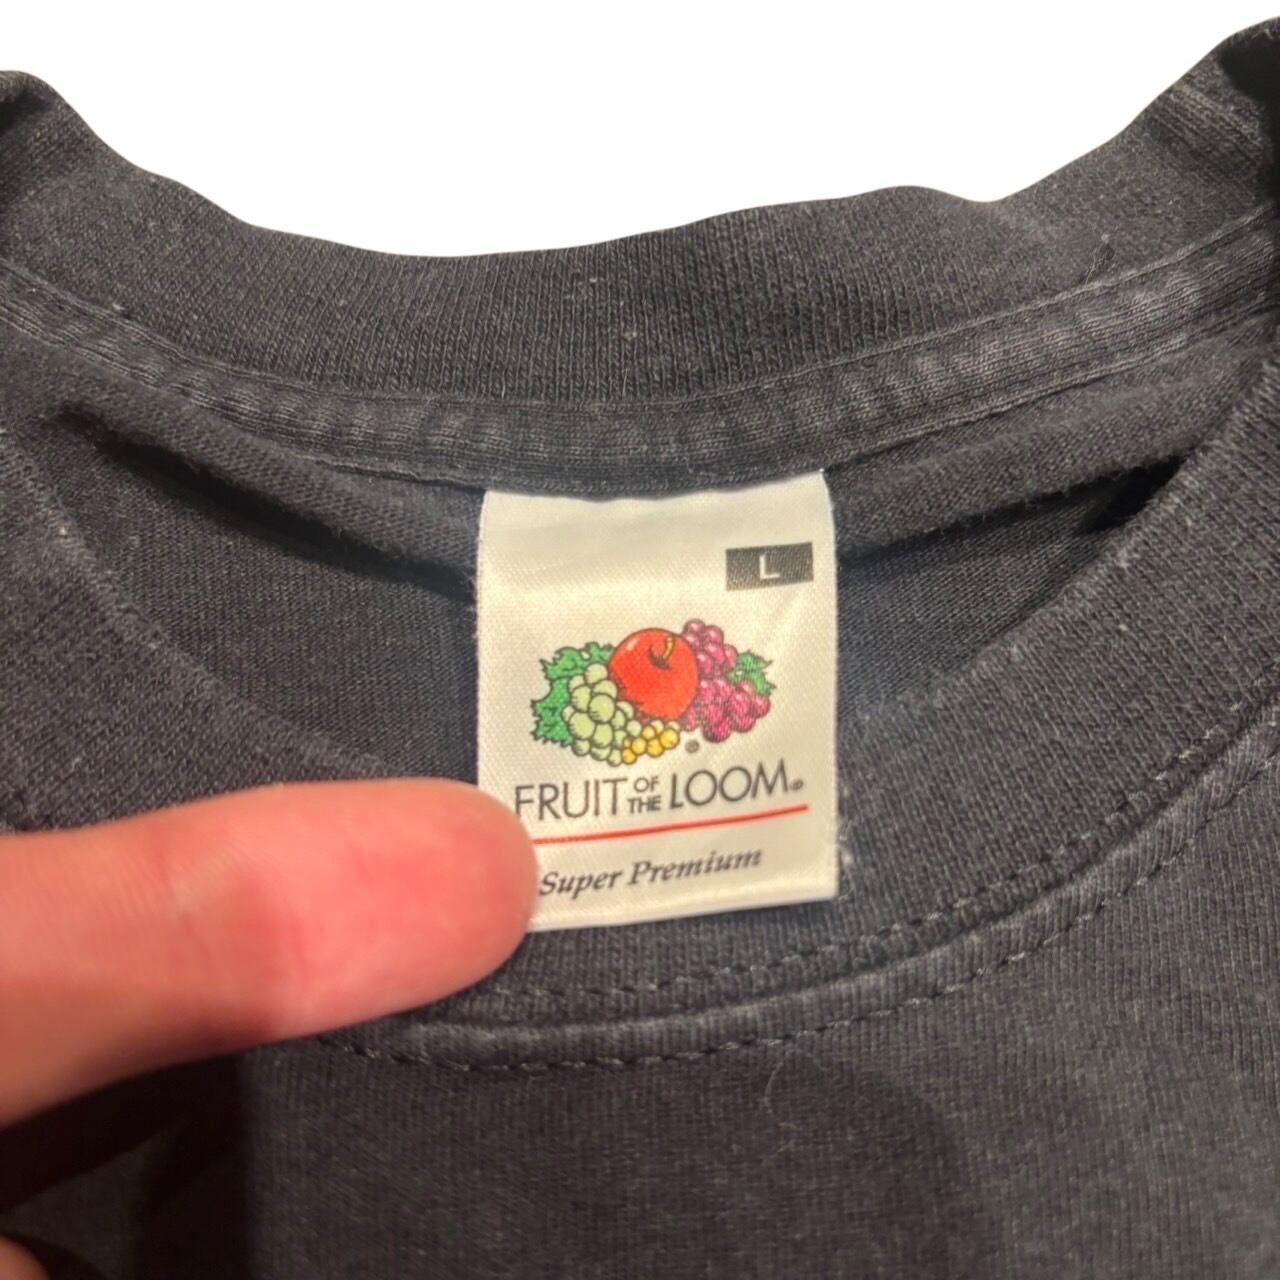 L
FRUIT OF THE LOOM®
Super Premium